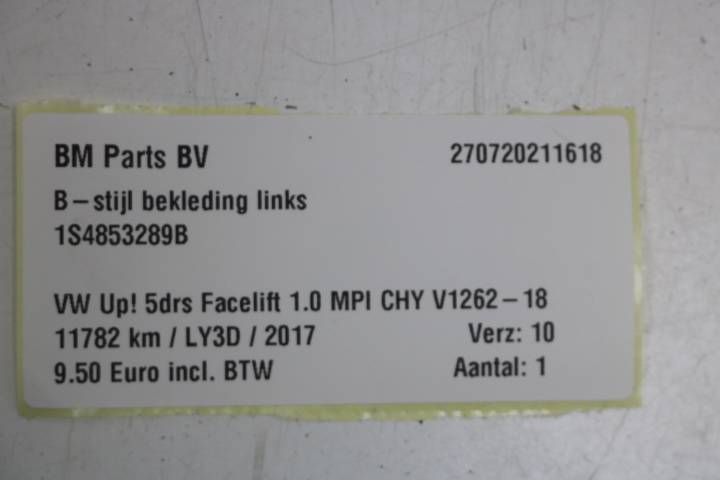 BM Parts BV 270720211618
B-stijl bekleding links
1S4853289B
VW Up! 5drs Facelift 1.0 MPI CHY V1262-18
11782 km / LY3D / 2017 Verz: 10
9.50 Euro incl. BTW Aantal: 1